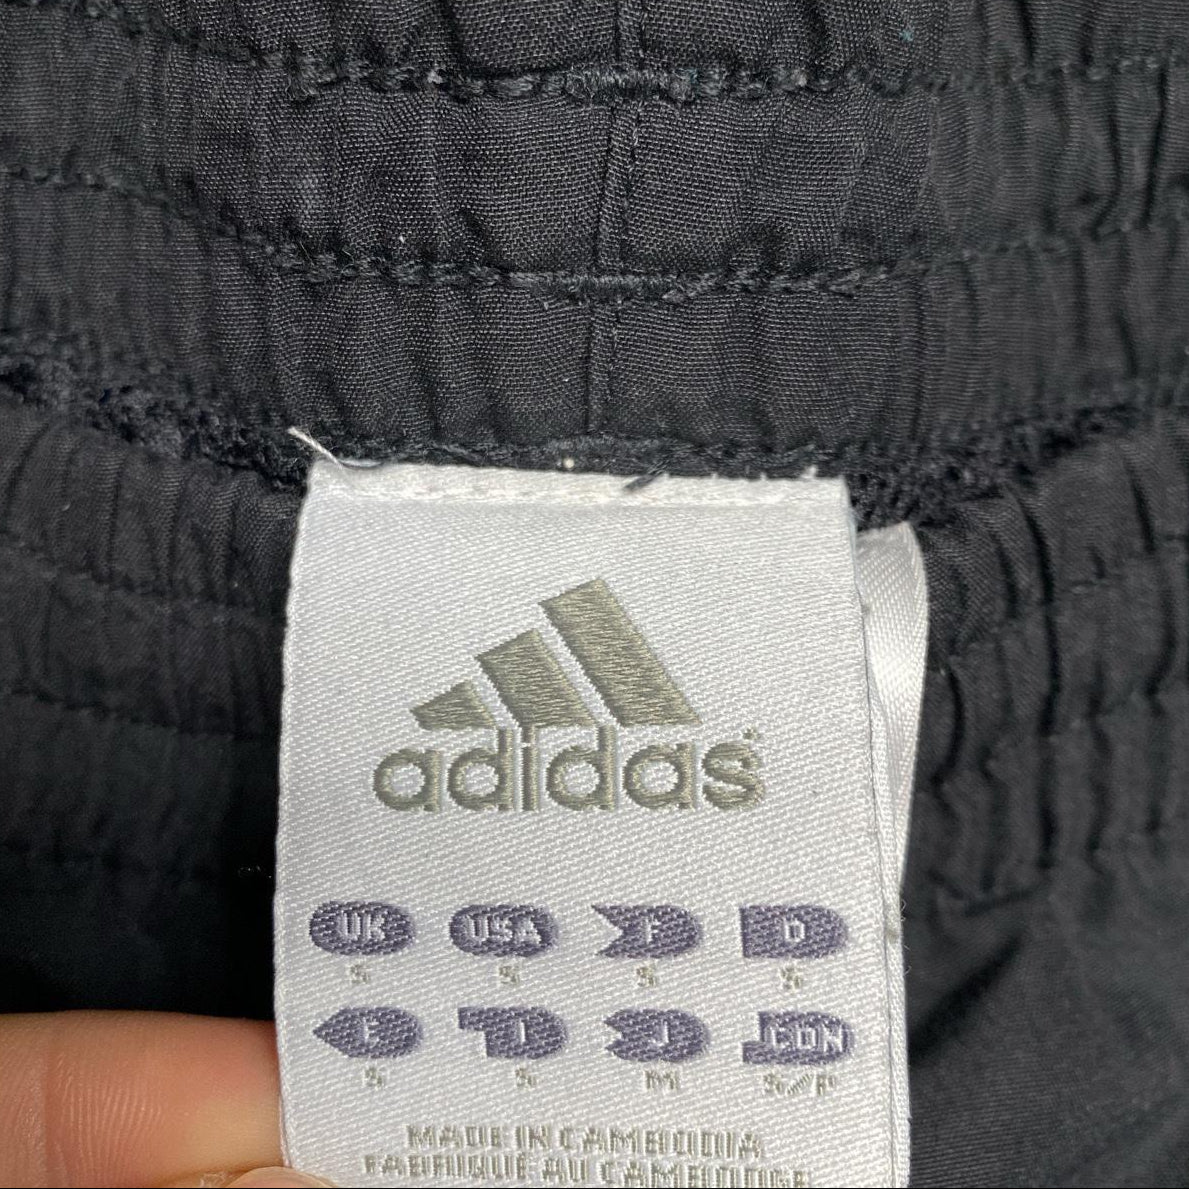 adidas
UK USA F D
S S S S
E I J CDN
S S M S/P
MADE IN CAMBODIA
FABRIQUÉ AU CAMBODGE